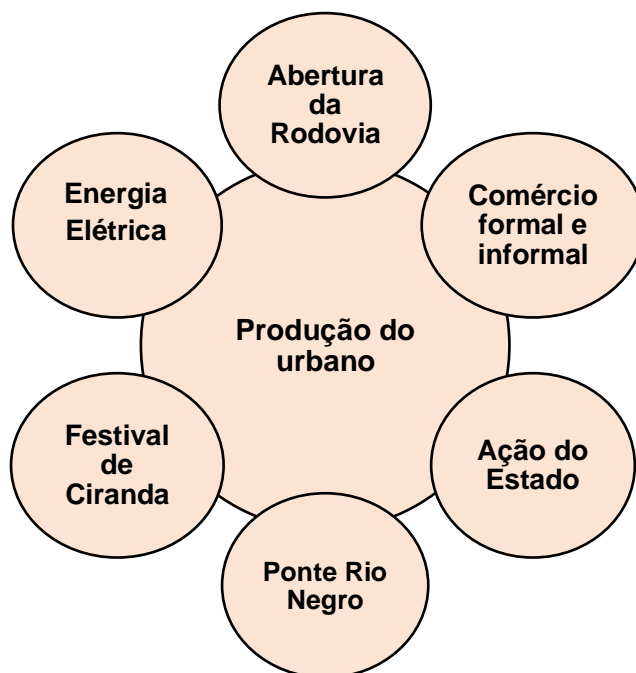 Abertura
da
Rodovia
Comércio
formal e
informal
Ação do
Estado
Ponte Rio
Negro
Festival
de
Ciranda
Energia
Elétrica
Produção do
urbano